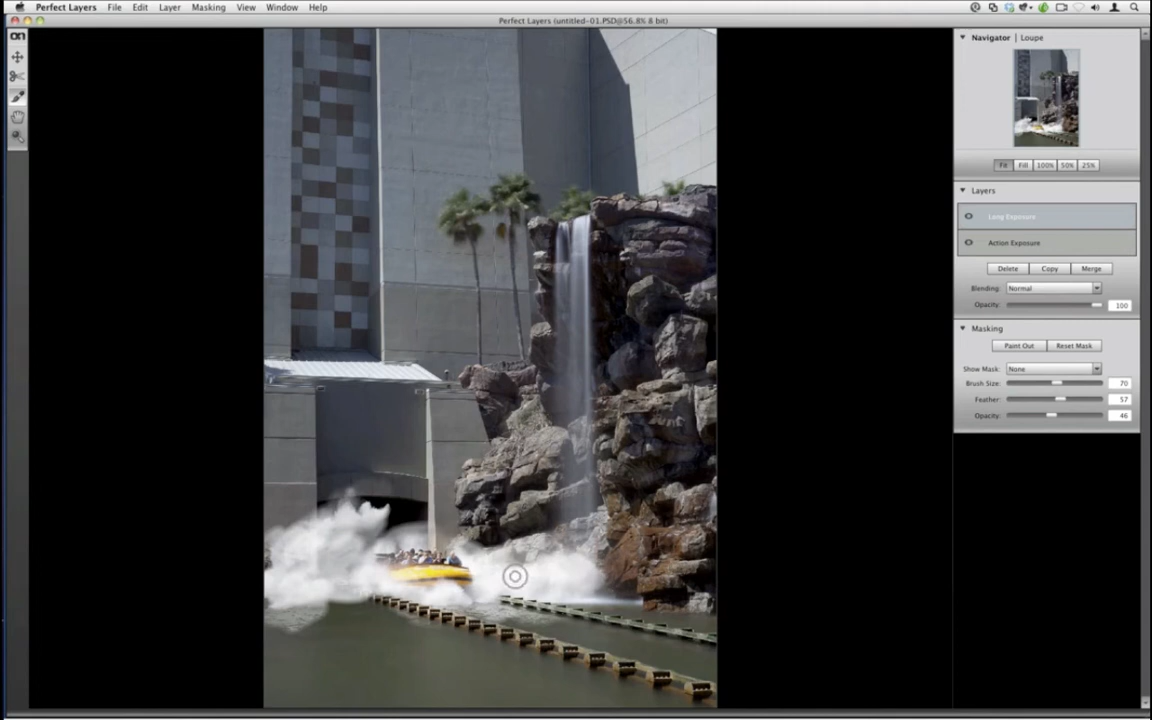 Perfect Layers File Edit Layer Masking View Window Help
Perfect Layers (untitled-01.PSD@56.8% 8 bit)
on
Navigator | Loupe
Fit Fill 100% 50% 25%
Layers
Long Exposure
Action Exposure
Delete Copy Merge
Blending: Normal
Opacity: 100
Masking
Paint Out Reset Mask
Show Mask: None
Brush Size: 70
Feather: 57
Opacity: 46